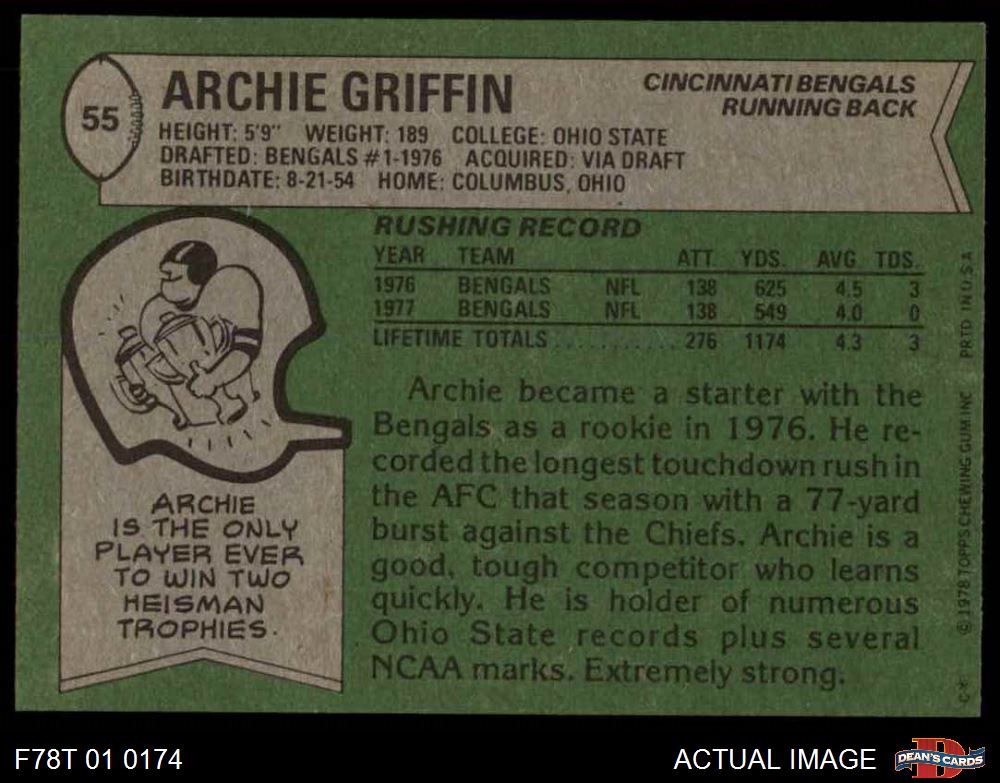 55
ARCHIE GRIFFIN
CINCINNATI BENGALS
RUNNING BACK
HEIGHT: 5'9" WEIGHT: 189 COLLEGE: OHIO STATE
DRAFTED: BENGALS #1-1976 ACQUIRED: VIA DRAFT
BIRTHDATE: 8-21-54 HOME: COLUMBUS, OHIO
RUSHING RECORD
YEAR TEAM ATT. YDS. AVG TDS.
1976 BENGALS NFL 138 625 4.5 3
1977 BENGALS NFL 138 549 4.0 0
LIFETIME TOTALS ........... 276 1174 4.3 3
Archie became a starter with the
Bengals as a rookie in 1976. He re-
corded the longest touchdown rush in
the AFC that season with a 77-yard
burst against the Chiefs. Archie is a
good, tough competitor who learns
quickly. He is holder of numerous
Ohio State records plus several
NCAA marks. Extremely strong.
ARCHIE
IS THE ONLY
PLAYER EVER
TO WIN TWO
HEISMAN
TROPHIES.
© 1978 TOPPS CHEWING GUM INC PRTD IN U.S.A
F78T 01 0174
ACTUAL IMAGE
DEAN'S CARDS